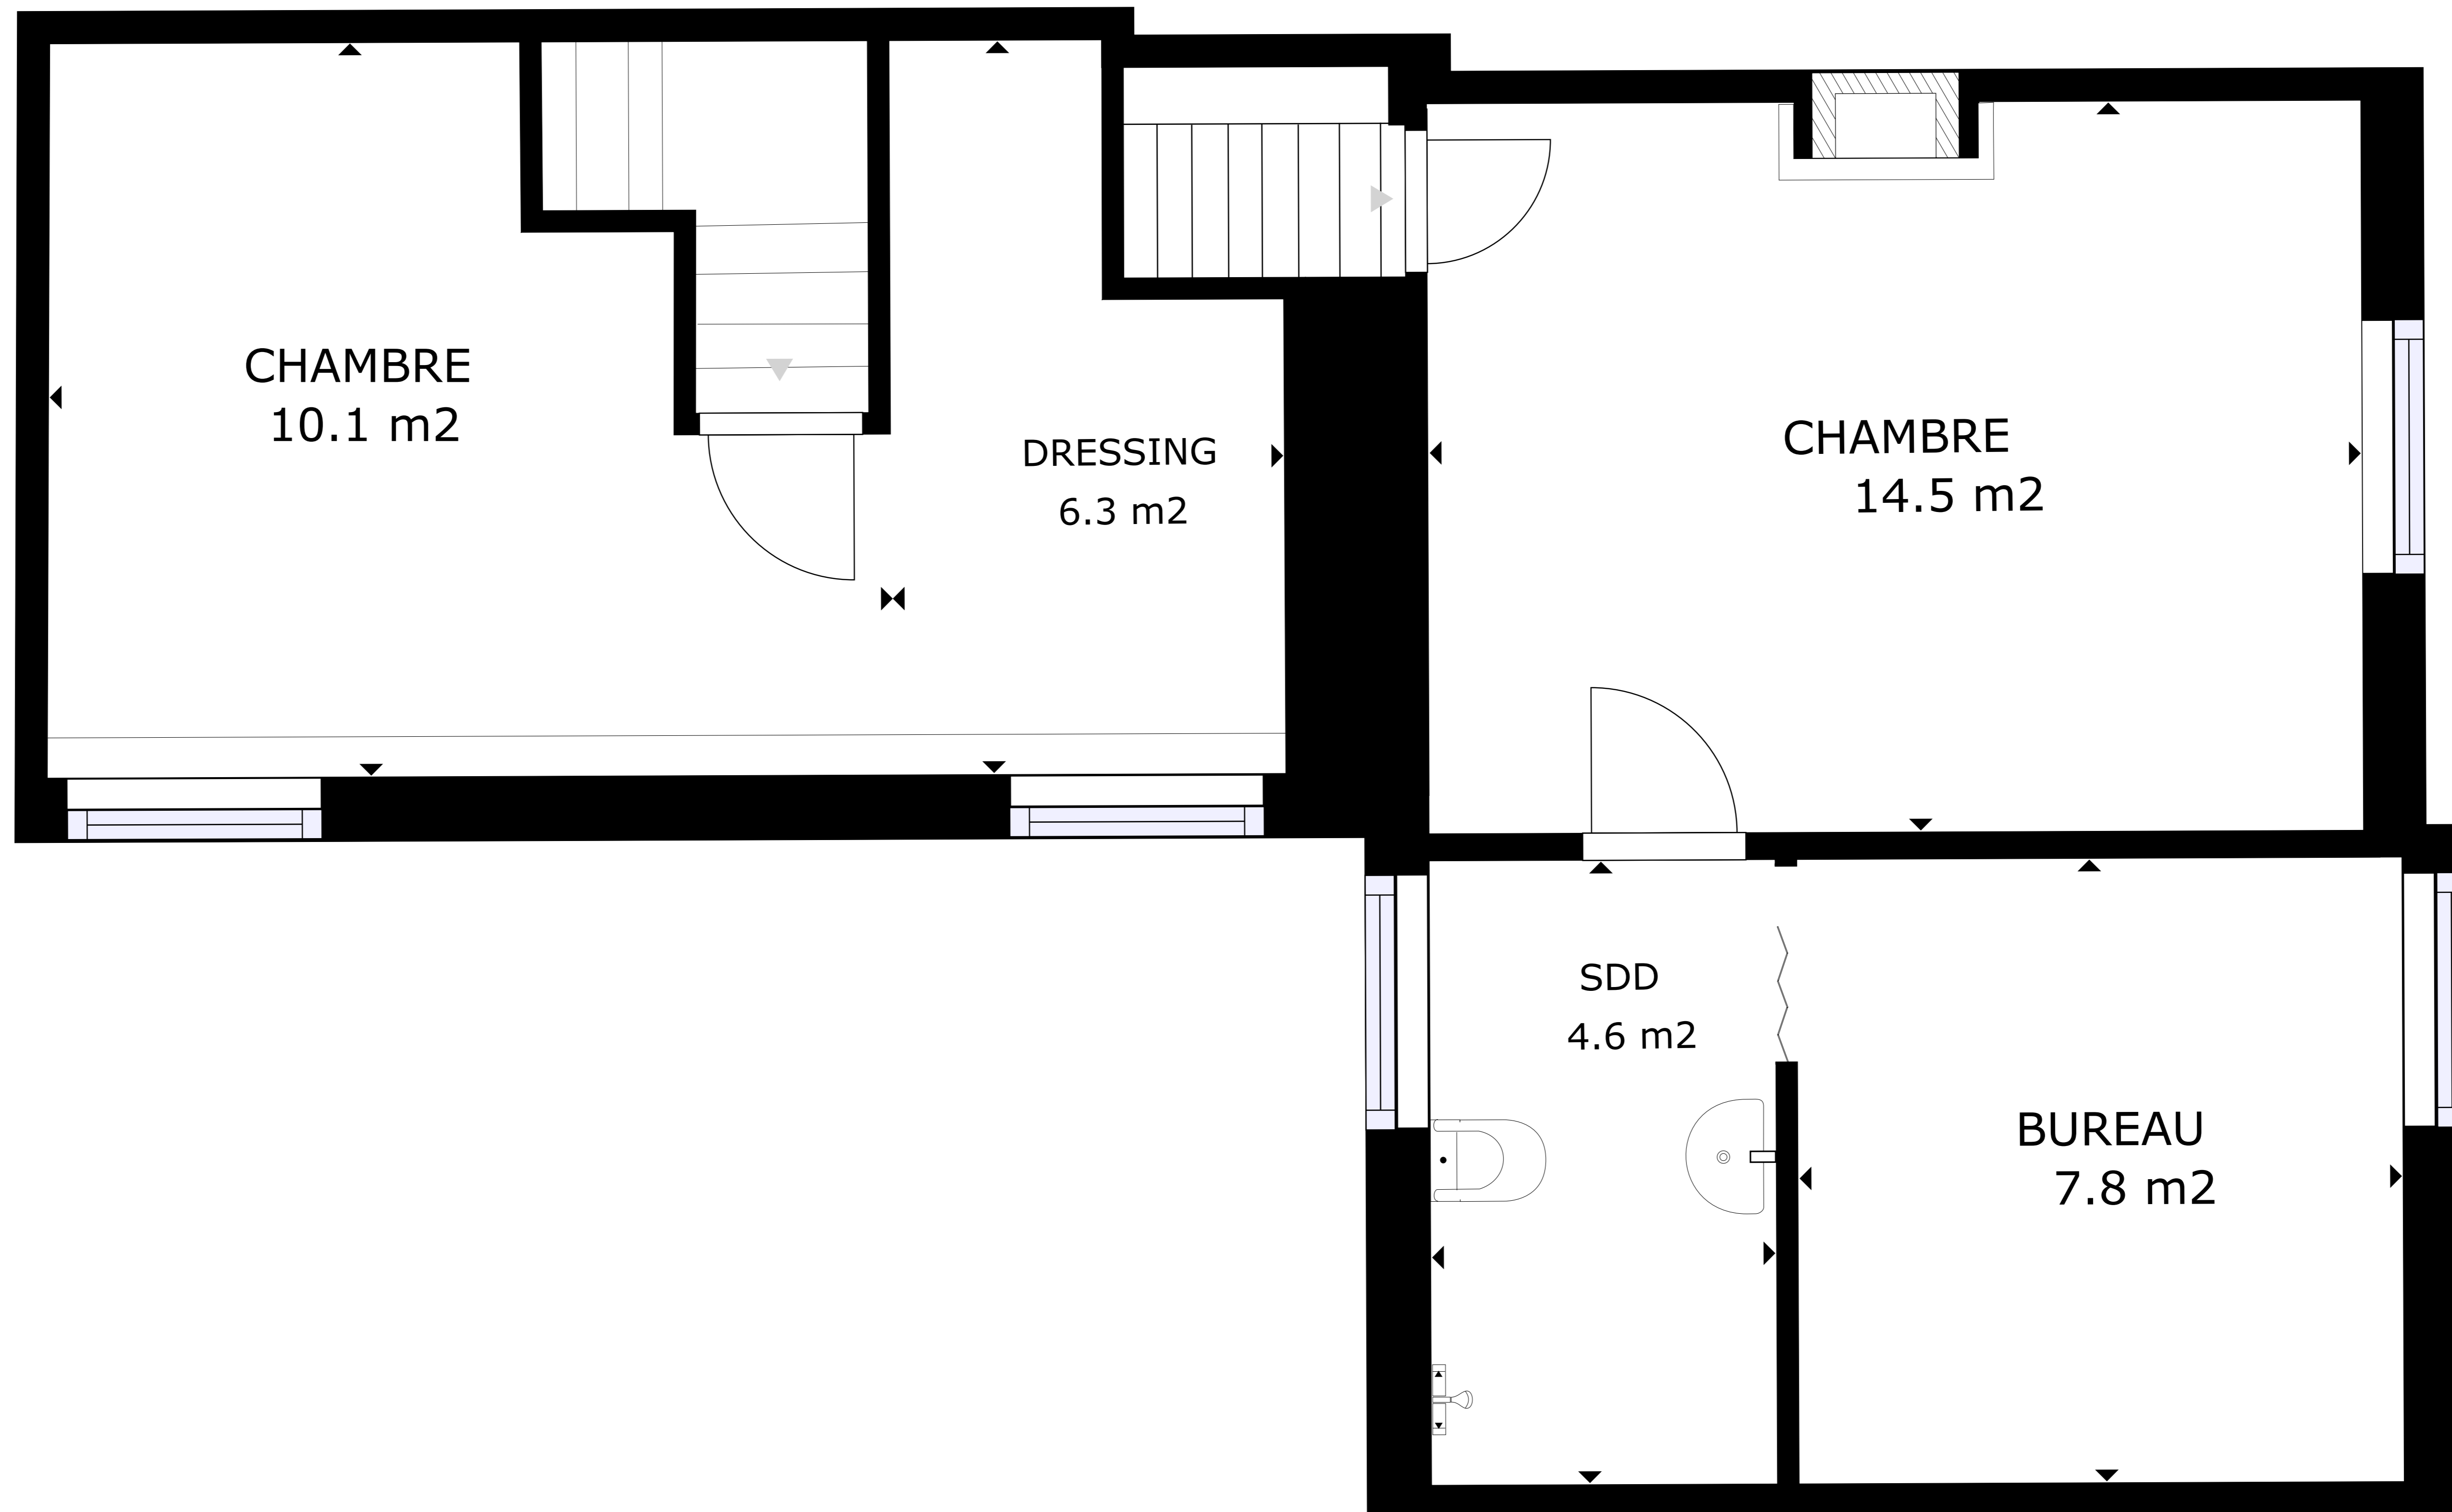 CHAMBRE
10.1 m2
DRESSING
6.3 m2
CHAMBRE
14.5 m2
SDD
4.6 m2
BUREAU
7.8 m2